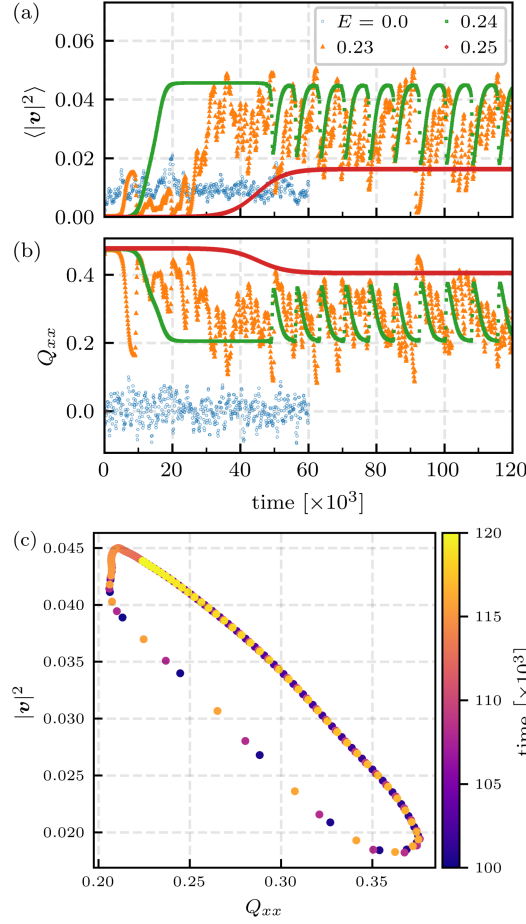 (a)
E = 0.0
0.23
0.24
0.25
0.06
0.04
0.02
0.00
⟨|v|²⟩
(b)
0.4
0.2
0.0
Qxx
0 20 40 60 80 100 120
time [×10³]
(c)
0.045
0.040
0.035
0.030
0.025
0.020
|v|²
0.20 0.25 0.30 0.35
Qxx
120
115
110
105
100
time [×10³]